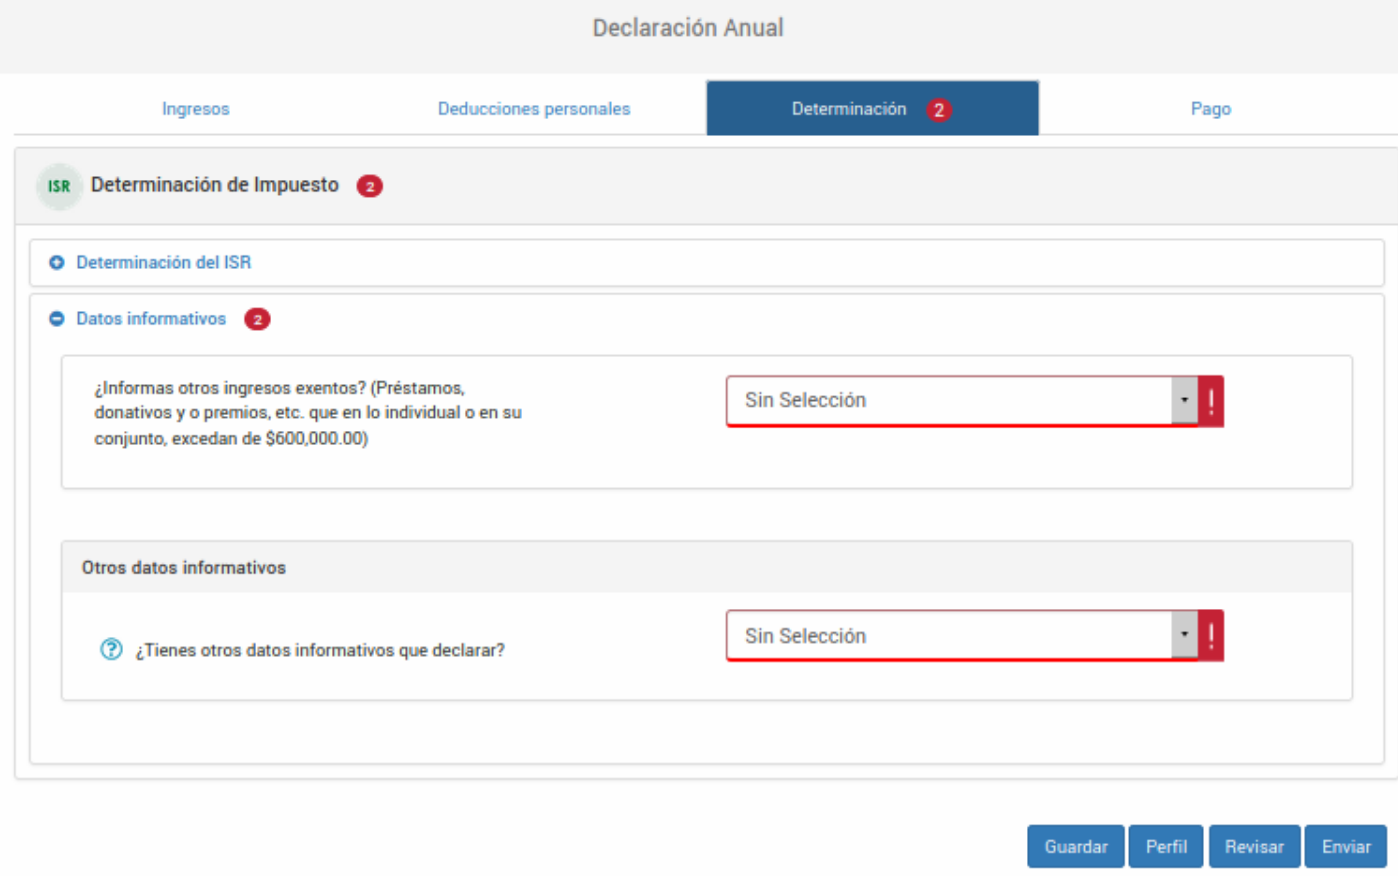 Declaración Anual
Ingresos
Deducciones personales
Determinación 2
Pago
ISR Determinación de Impuesto 2
Determinación del ISR
Datos informativos 2
¿Informas otros ingresos exentos? (Préstamos,
donativos y o premios, etc. que en lo individual o en su
conjunto, excedan de $600,000.00)
Sin Selección
!
Otros datos informativos
¿Tienes otros datos informativos que declarar?
Sin Selección
!
Guardar
Perfil
Revisar
Enviar